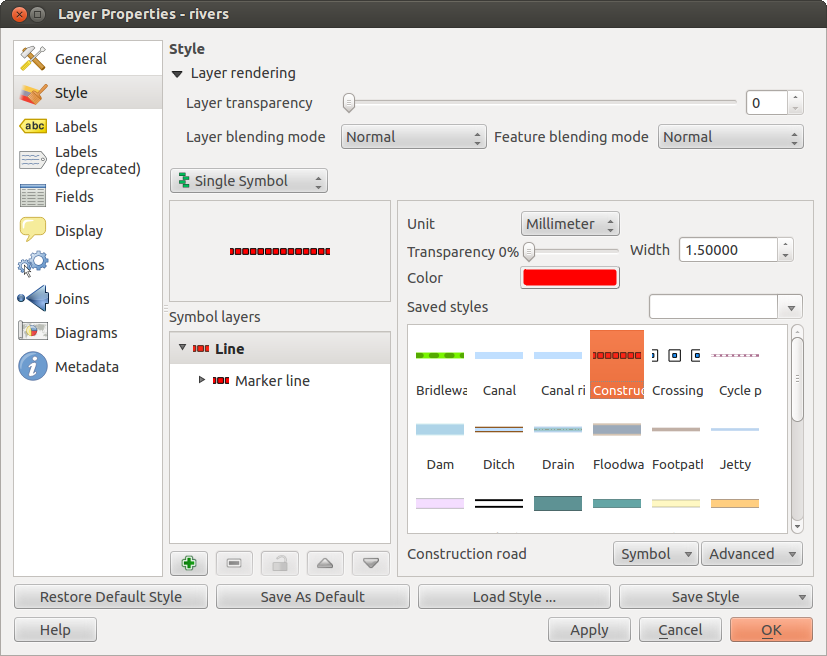 Layer Properties - rivers
General
Style
Labels
Labels
(deprecated)
Fields
Display
Actions
Joins
Diagrams
Metadata
Style
Layer rendering
Layer transparency
0
Layer blending mode
Normal
Feature blending mode
Normal
Single Symbol
Symbol layers
Line
Marker line
Unit
Millimeter
Transparency 0%
Width
1.50000
Color
Saved styles
Bridlewa
Canal
Canal ri
Construc
Crossing
Cycle p
Dam
Ditch
Drain
Floodwa
Footpath
Jetty
Construction road
Symbol
Advanced
Restore Default Style
Save As Default
Load Style ...
Save Style
Help
Apply
Cancel
OK